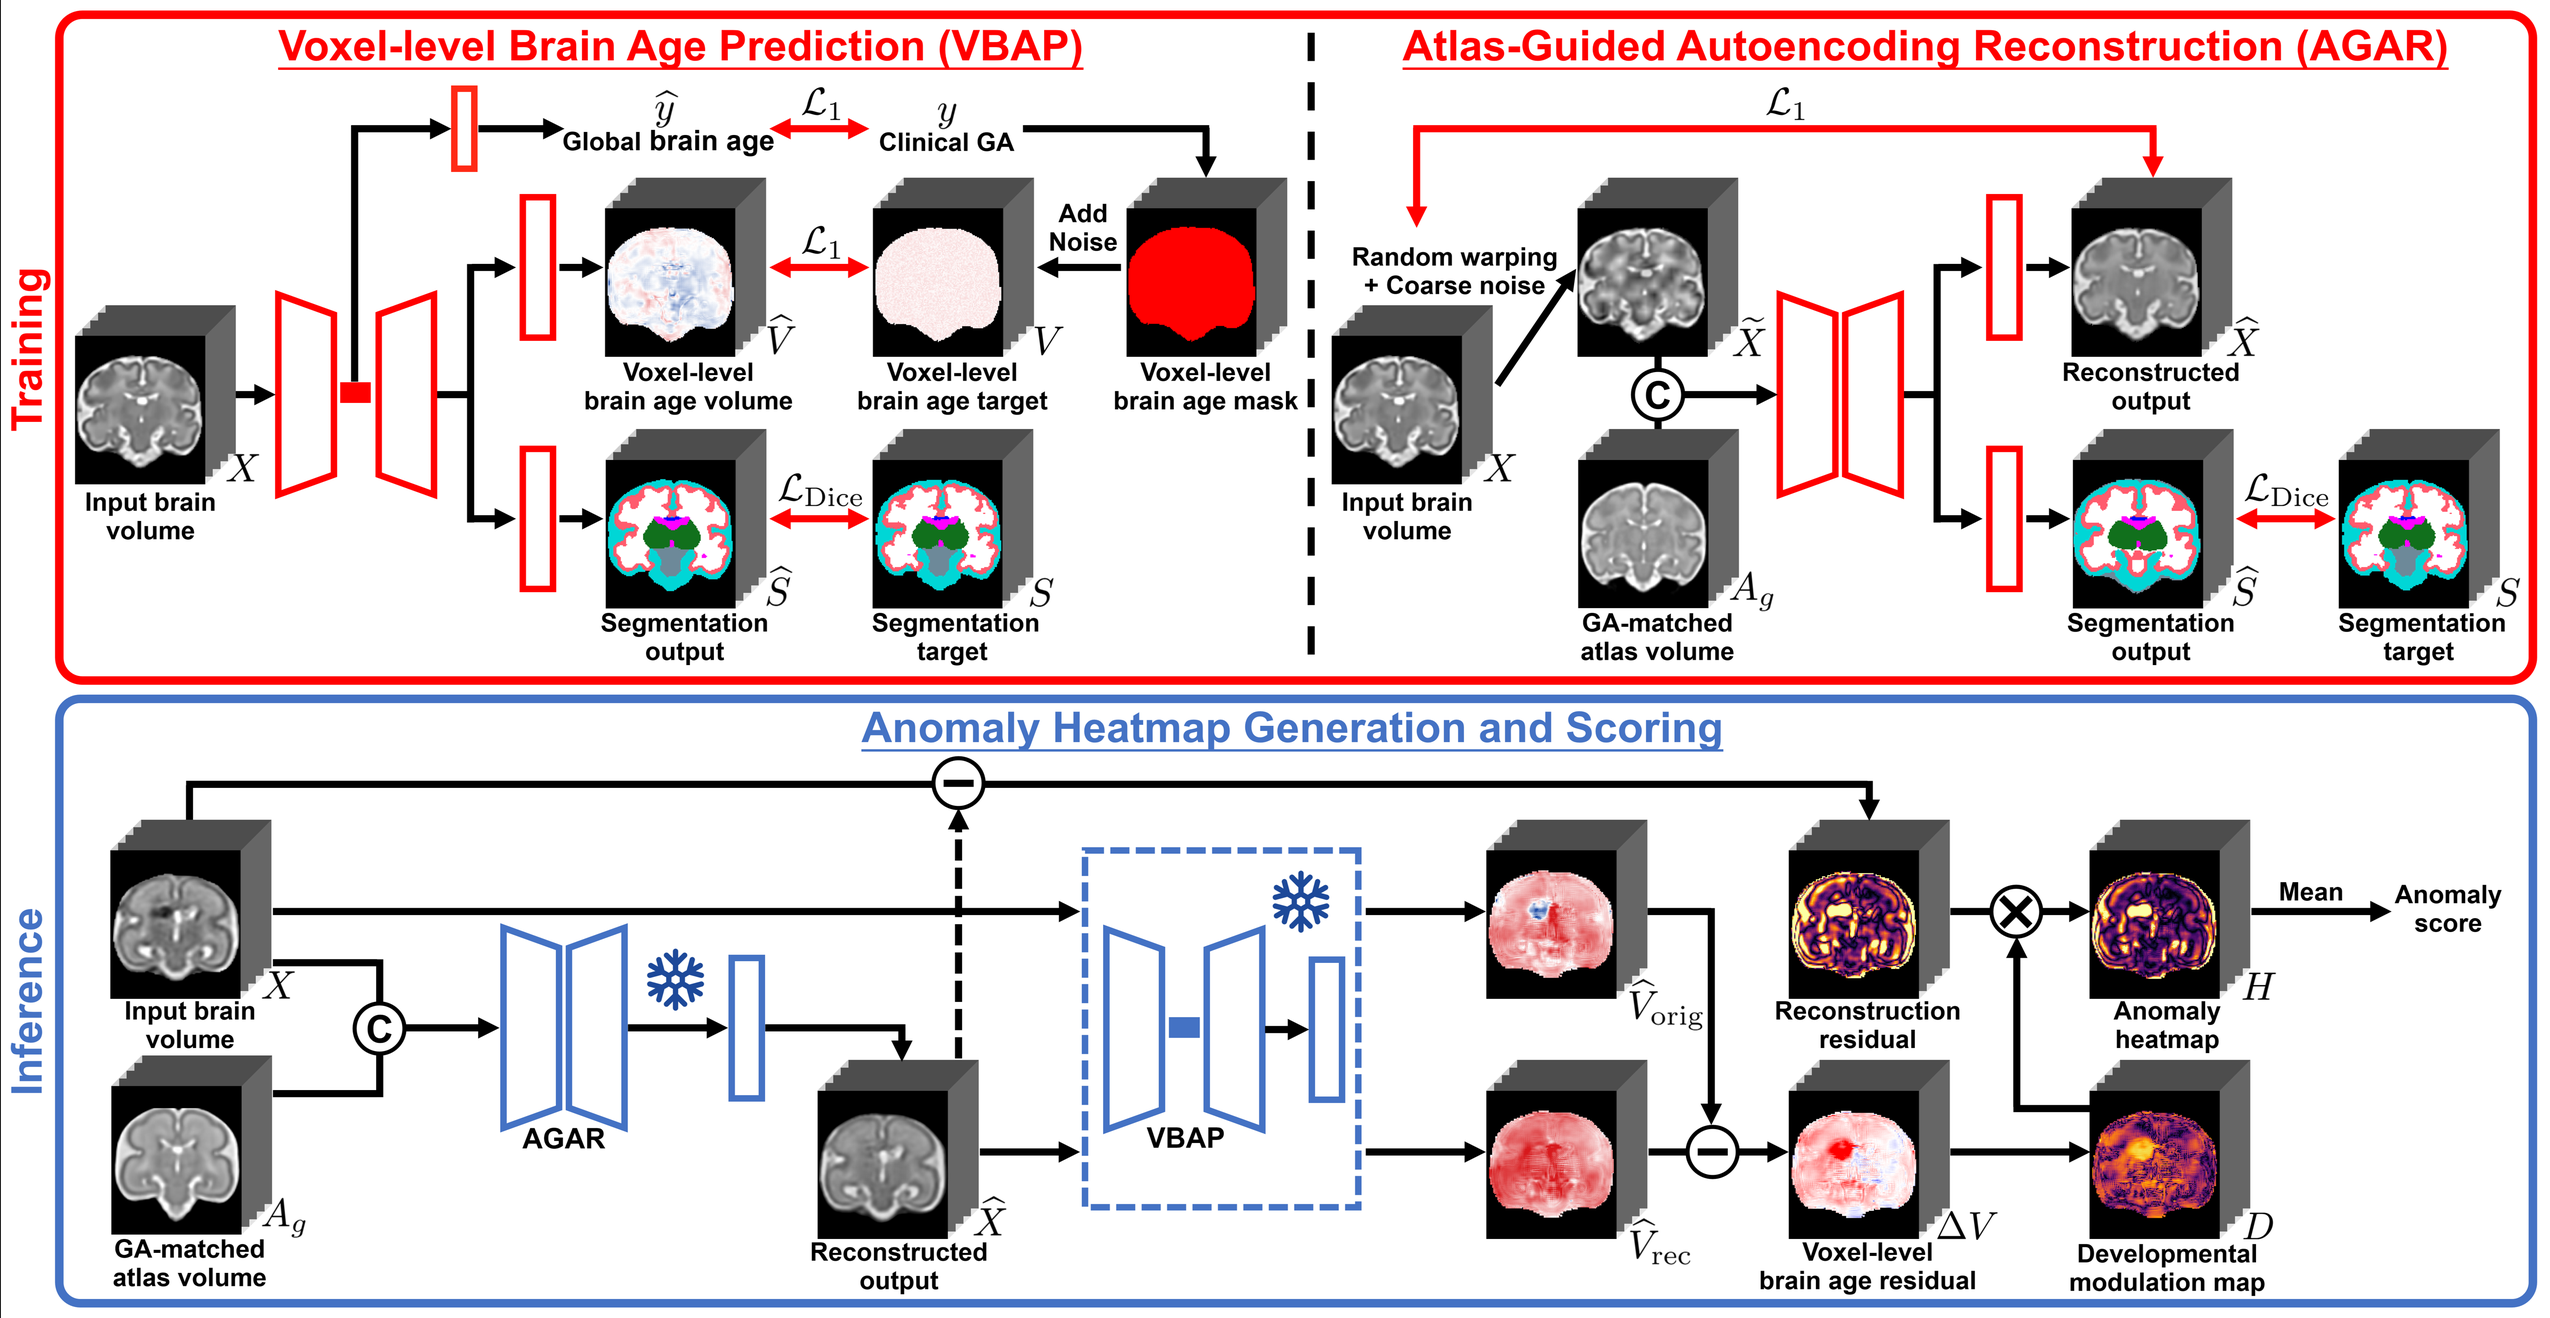 Voxel-level Brain Age Prediction (VBAP)
Training
ŷ
Global brain age
ℒ₁
y
Clinical GA
Add
Noise
ℒ₁
V̂
V
Voxel-level
brain age volume
Voxel-level
brain age target
Voxel-level
brain age mask
X
Input brain
volume
ℒDice
Ŝ
S
Segmentation
output
Segmentation
target
Atlas-Guided Autoencoding Reconstruction (AGAR)
ℒ₁
Random warping
+ Coarse noise
X̃
X̂
Reconstructed
output
C
X
Input brain
volume
A_g
GA-matched
atlas volume
ℒDice
Ŝ
S
Segmentation
output
Segmentation
target
Anomaly Heatmap Generation and Scoring
Inference
X
Input brain
volume
C
A_g
GA-matched
atlas volume
AGAR
X̂
Reconstructed
output
VBAP
V̂orig
V̂rec
Reconstruction
residual
ΔV
Voxel-level
brain age residual
H
Anomaly
heatmap
D
Developmental
modulation map
Mean
Anomaly
score